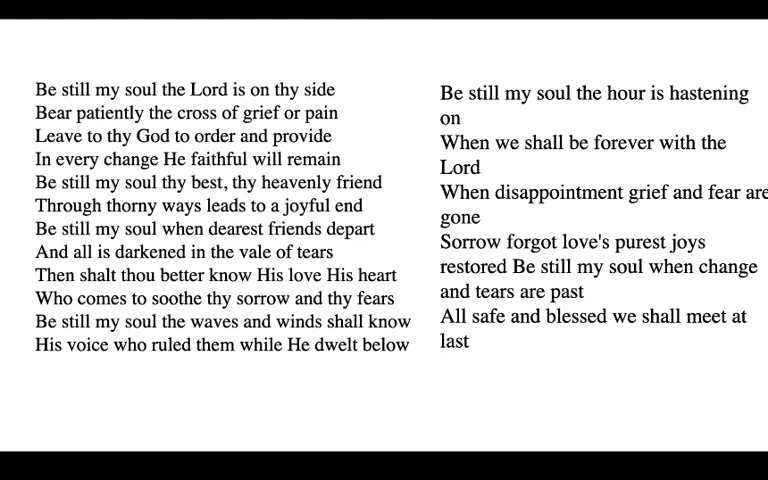 Be still my soul the Lord is on thy side
Bear patiently the cross of grief or pain
Leave to thy God to order and provide
In every change He faithful will remain
Be still my soul thy best, thy heavenly friend
Through thorny ways leads to a joyful end
Be still my soul when dearest friends depart
And all is darkened in the vale of tears
Then shalt thou better know His love His heart
Who comes to soothe thy sorrow and thy fears
Be still my soul the waves and winds shall know
His voice who ruled them while He dwelt below
Be still my soul the hour is hastening
on
When we shall be forever with the
Lord
When disappointment grief and fear are
gone
Sorrow forgot love's purest joys
restored Be still my soul when change
and tears are past
All safe and blessed we shall meet at
last